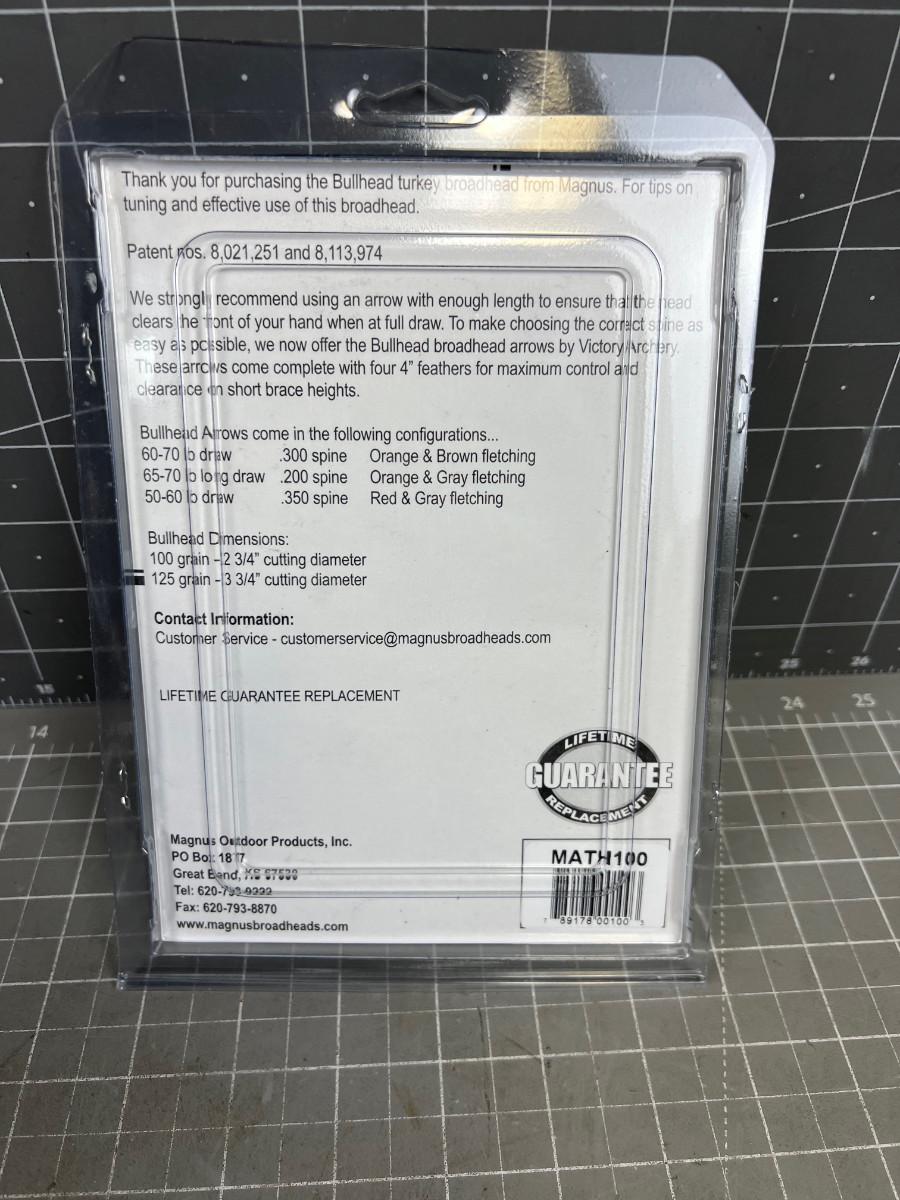 Thank you for purchasing the Bullhead turkey broadhead from Magnus. For tips on
tuning and effective use of this broadhead.
Patent nos. 8,021,251 and 8,113,974
We strongly recommend using an arrow with enough length to ensure that the head
clears the front of your hand when at full draw. To make choosing the correct spine as
easy as possible, we now offer the Bullhead broadhead arrows by Victory Archery.
These arrows come complete with four 4” feathers for maximum control and
clearance on short brace heights.
Bullhead Arrows come in the following configurations...
60-70 lb draw .300 spine Orange & Brown fletching
65-70 lb long draw .200 spine Orange & Gray fletching
50-60 lb draw .350 spine Red & Gray fletching
Bullhead Dimensions:
100 grain - 2 3/4” cutting diameter
125 grain - 3 3/4” cutting diameter
Contact Information:
Customer Service - customerservice@magnusbroadheads.com
LIFETIME GUARANTEE REPLACEMENT
LIFETIME
GUARANTEE
REPLACEMENT
Magnus Outdoor Products, Inc.
PO Box
Great Bend, KS
Tel:
Fax: 620-793-8870
www.magnusbroadheads.com
MATH100
89178 00100
14
15
25 26
24 25